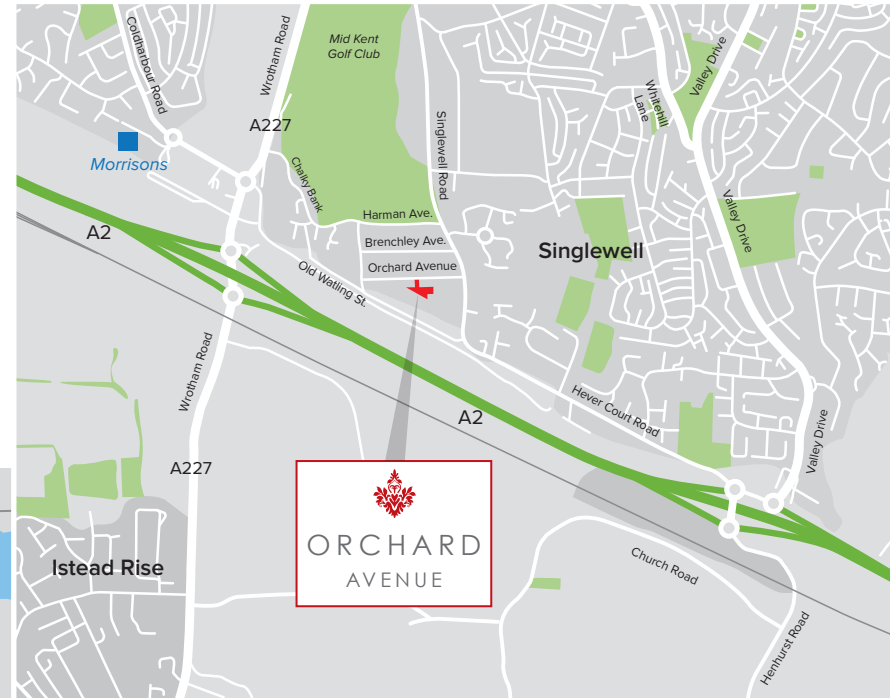 Coldharbour Road
Wrotham Road
Mid Kent
Golf Club
Valley Drive
Whitehill
Lane
A227
Morrisons
Singlewell Road
Chalky Bank
Harman Ave.
Valley Drive
A2
Brenchley Ave.
Singlewell
Orchard Avenue
Old Watling St.
Wrotham Road
Hever Court Road
A2
Valley Drive
A227
ORCHARD
AVENUE
Istead Rise
Church Road
Henhurst Road